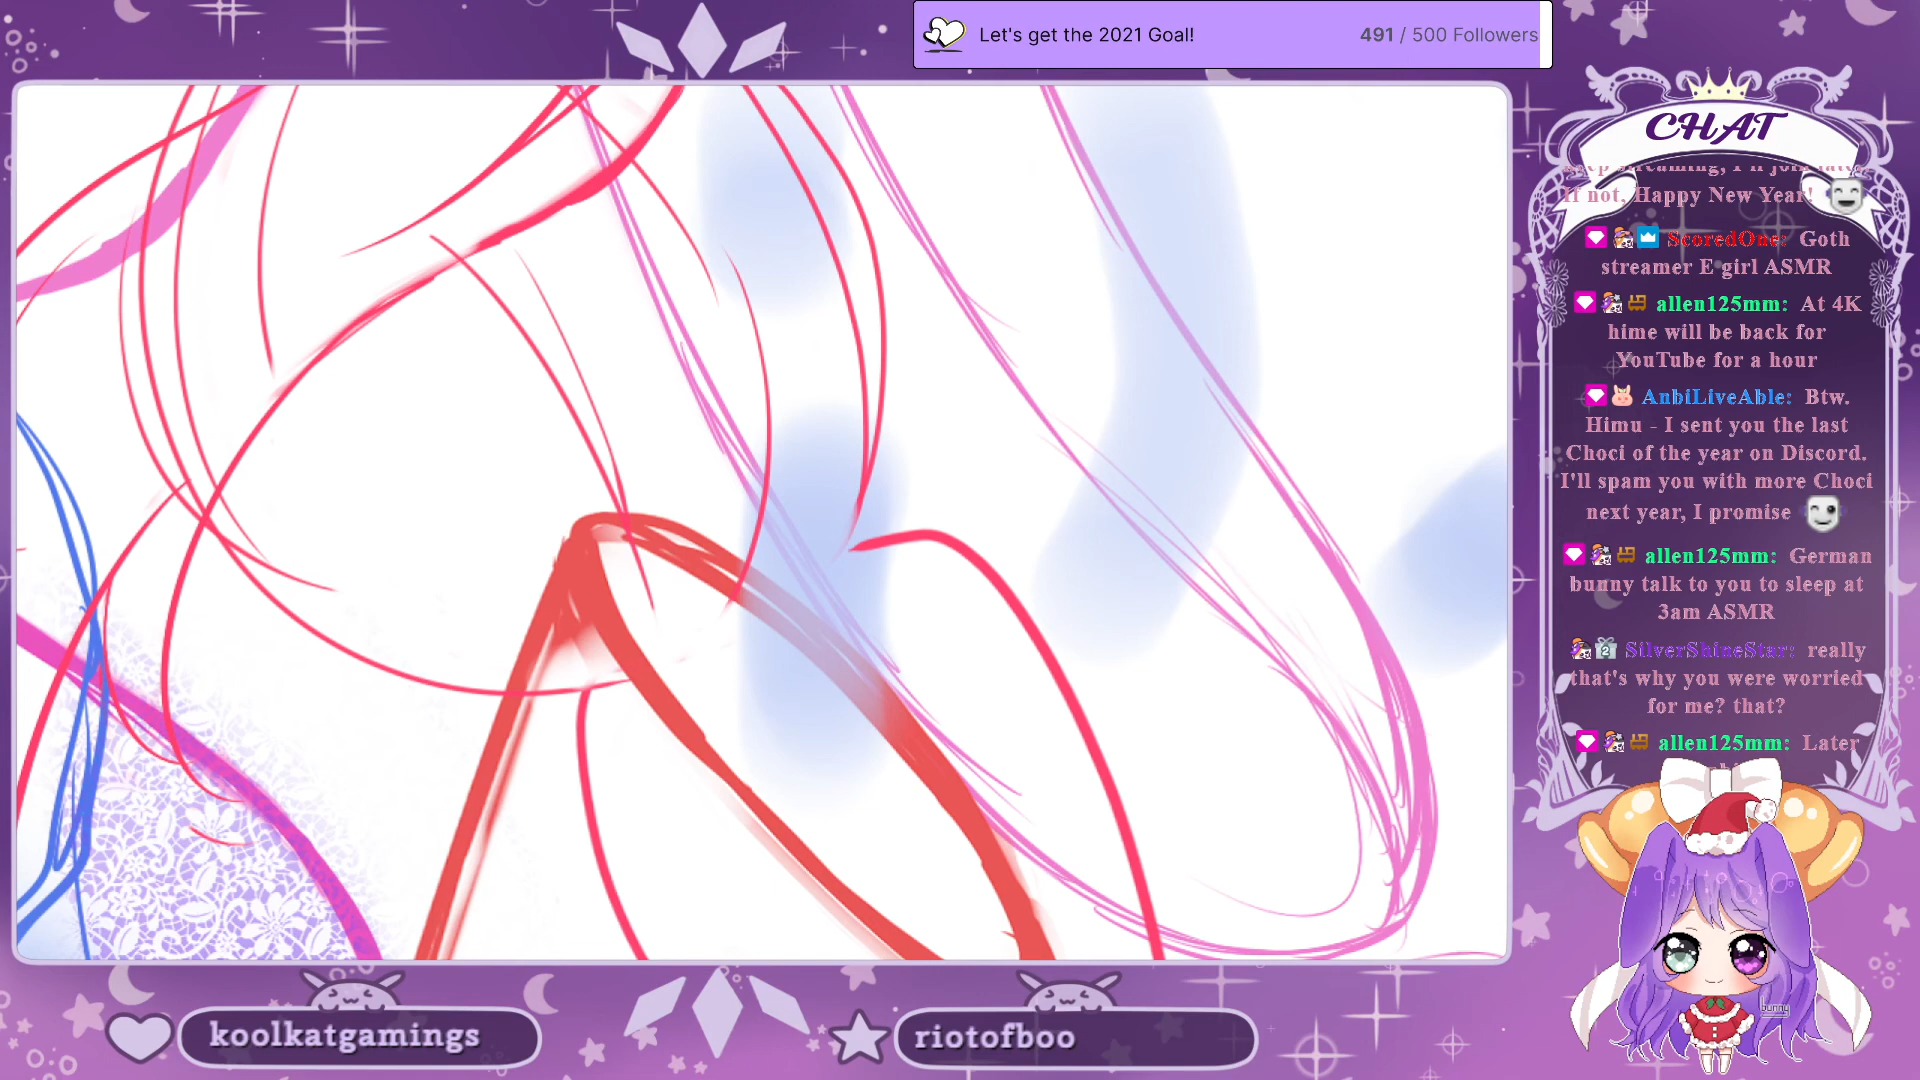 Let's get the 2021 Goal! 491 / 500 Followers
CHAT
If not, Happy New Year!
ScoredOne: Goth
streamer E girl ASMR
allen125mm: At 4K
hime will be back for
YouTube for a hour
AnbiLiveAble: Btw.
Himu - I sent you the last
Choci of the year on Discord.
I'll spam you with more Choci
next year, I promise
allen125mm: German
bunny talk to you to sleep at
3am ASMR
SilverShineStar: really
that's why you were worried
for me? that?
allen125mm: Later
bunny
koolkatgamings
riotofboo